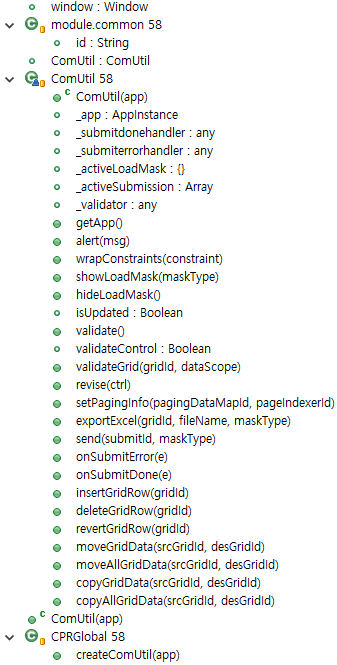 window : Window
module.common 58
id : String
ComUtil : ComUtil
ComUtil 58
ComUtil(app)
_app : AppInstance
_submitdonehandler : any
_submiterrorhandler : any
_activeLoadMask : {}
_activeSubmission : Array
_validator : any
getApp()
alert(msg)
wrapConstraints(constraint)
showLoadMask(maskType)
hideLoadMask()
isUpdated : Boolean
validate()
validateControl : Boolean
validateGrid(gridId, dataScope)
revise(ctrl)
setPagingInfo(pagingDataMapId, pageIndexerId)
exportExcel(gridId, fileName, maskType)
send(submitId, maskType)
onSubmitError(e)
onSubmitDone(e)
insertGridRow(gridId)
deleteGridRow(gridId)
revertGridRow(gridId)
moveGridData(srcGridId, desGridId)
moveAllGridData(srcGridId, desGridId)
copyGridData(srcGridId, desGridId)
copyAllGridData(srcGridId, desGridId)
ComUtil(app)
CPRGlobal 58
createComUtil(app)